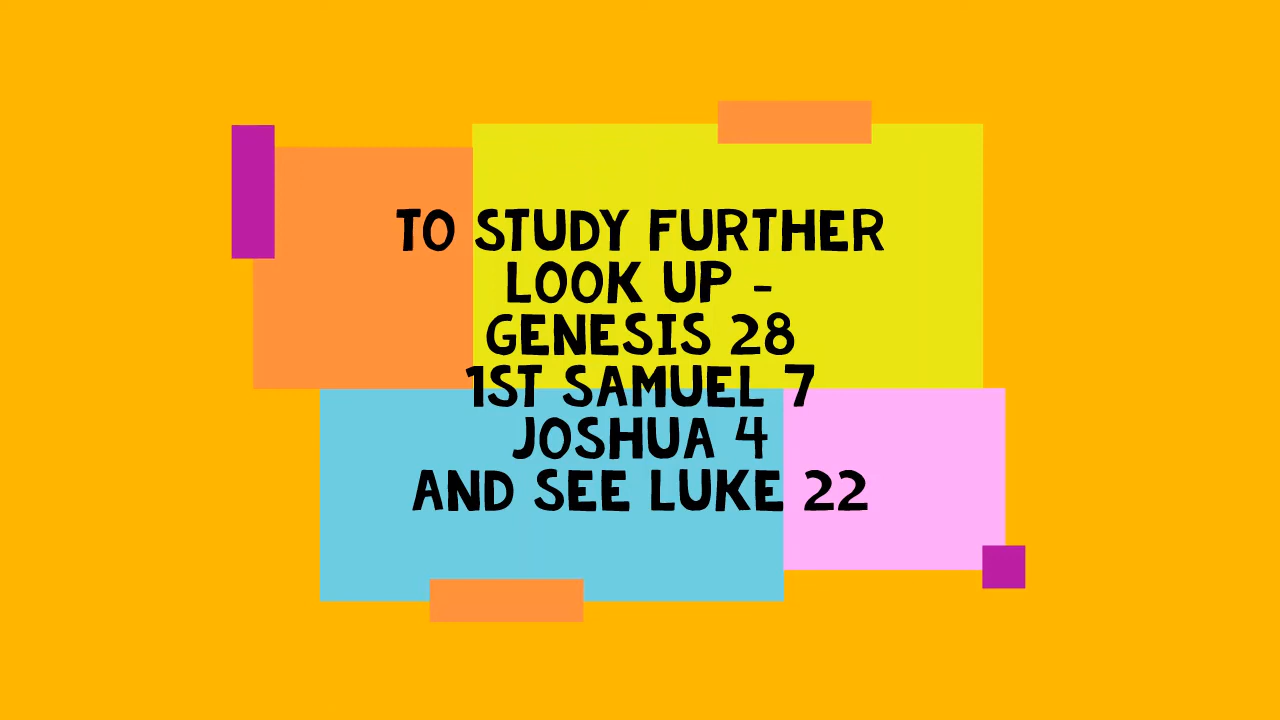 TO STUDY FURTHER
LOOK UP -
GENESIS 28
1ST SAMUEL 7
JOSHUA 4
AND SEE LUKE 22